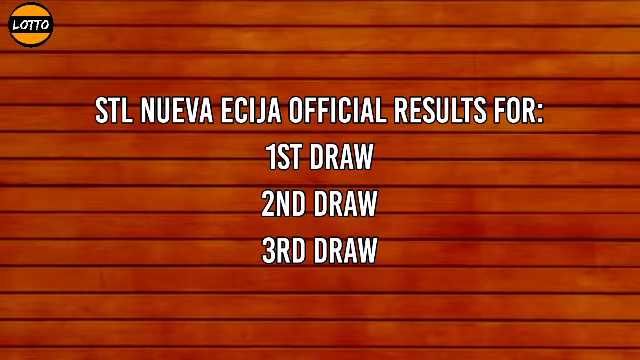 LOTTO
STL NUEVA ECIJA OFFICIAL RESULTS FOR:
1ST DRAW
2ND DRAW
3RD DRAW